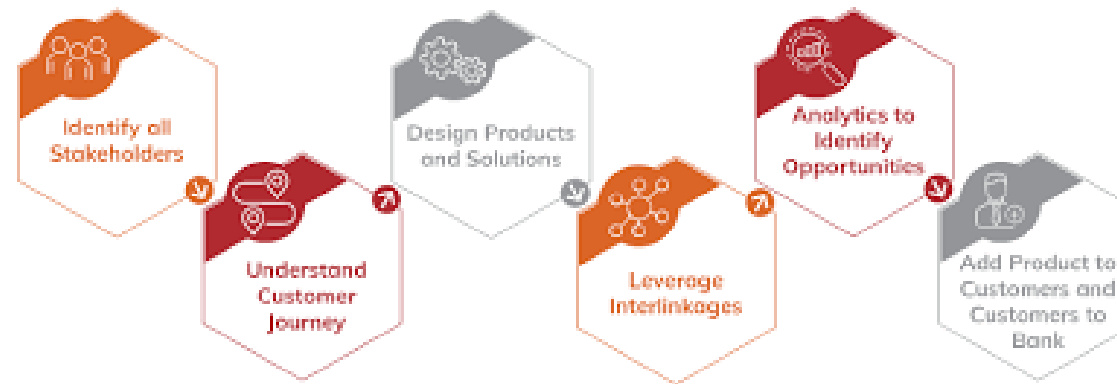 Identify all
Stakeholders
Understand
Customer
Journey
Design Products
and Solutions
Leverage
Interlinkages
Analytics to
Identify
Opportunities
Add Product to
Customers and
Customers to
Bank